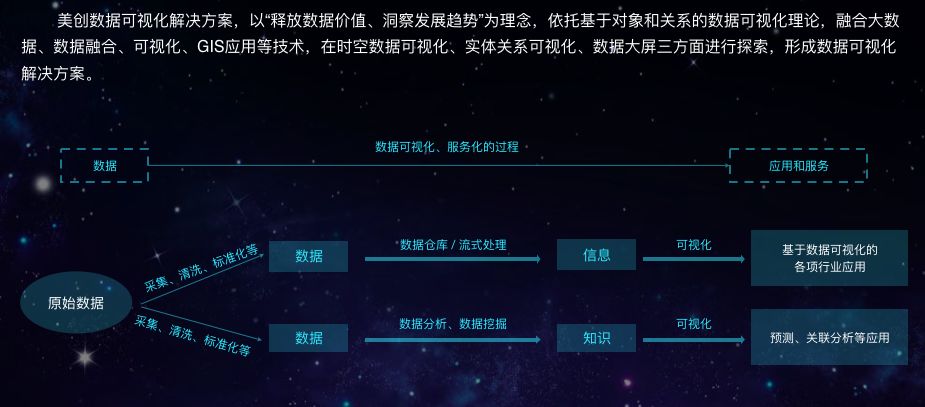 美创数据可视化解决方案，以“释放数据价值、洞察发展趋势”为理念，依托基于对象和关系的数据可视化理论，融合大数
据、数据融合、可视化、GIS应用等技术，在时空数据可视化、实体关系可视化、数据大屏三方面进行探索，形成数据可视化
解决方案。
数据可视化、服务化的过程
数据
应用和服务
采集、清洗、标准化等
数据
数据仓库 / 流式处理
信息
可视化
基于数据可视化的
各项行业应用
原始数据
采集、清洗、标准化等
数据
数据分析、数据挖掘
知识
可视化
预测、关联分析等应用